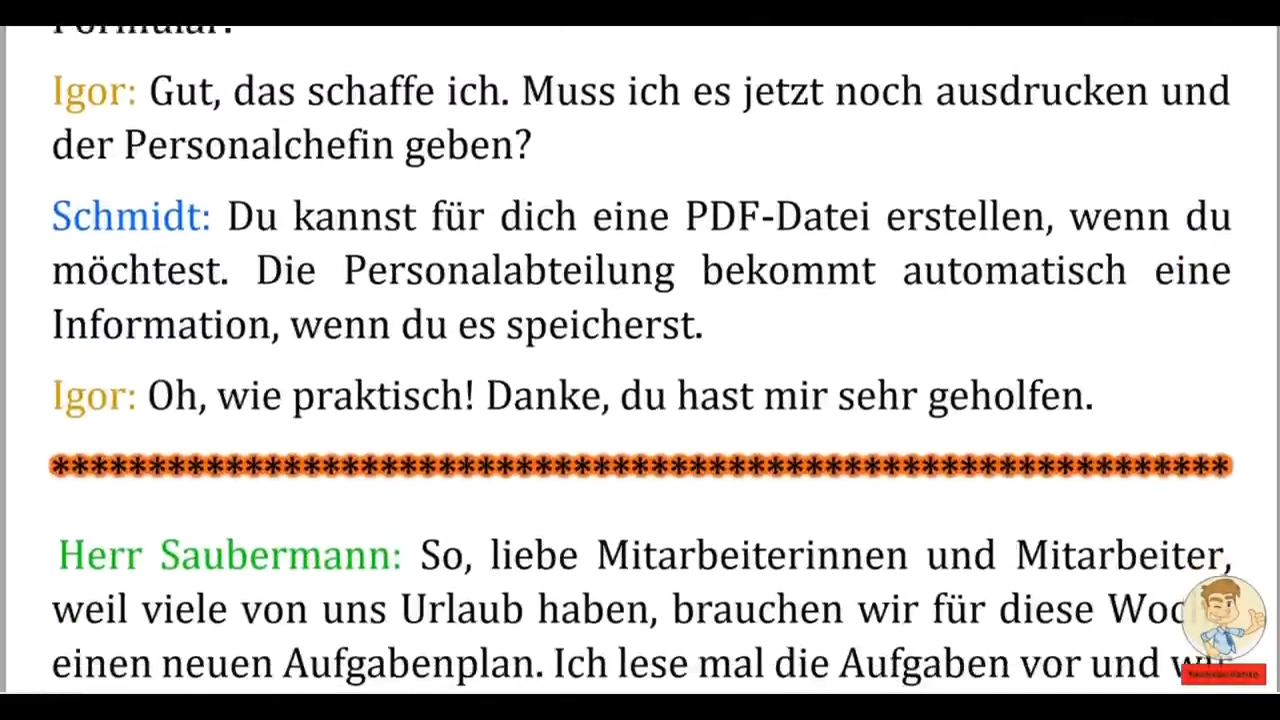 Formular.
Igor: Gut, das schaffe ich. Muss ich es jetzt noch ausdrucken und
der Personalchefin geben?
Schmidt: Du kannst für dich eine PDF-Datei erstellen, wenn du
möchtest. Die Personalabteilung bekommt automatisch eine
Information, wenn du es speicherst.
Igor: Oh, wie praktisch! Danke, du hast mir sehr geholfen.
*************************************************************
Herr Saubermann: So, liebe Mitarbeiterinnen und Mitarbeiter,
weil viele von uns Urlaub haben, brauchen wir für diese
einen neuen Aufgabenplan. Ich lese mal die Aufgaben vor und